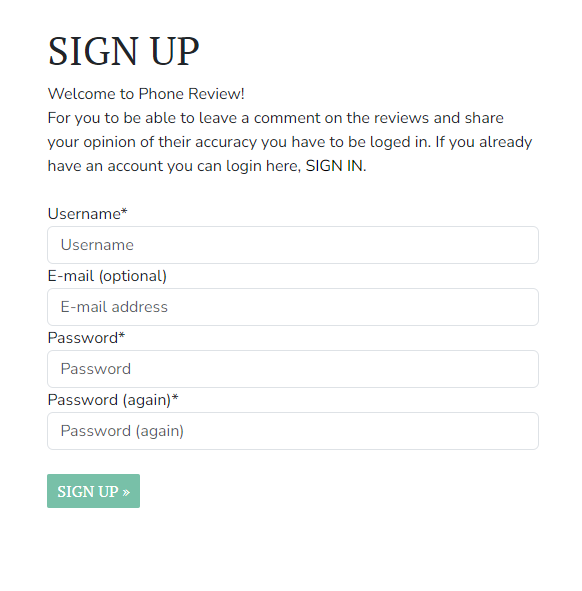 SIGN UP
Welcome to Phone Review!
For you to be able to leave a comment on the reviews and share
your opinion of their accuracy you have to be loged in. If you already
have an account you can login here, SIGN IN.
Username*
Username
E-mail (optional)
E-mail address
Password*
Password
Password (again)*
Password (again)
SIGN UP »